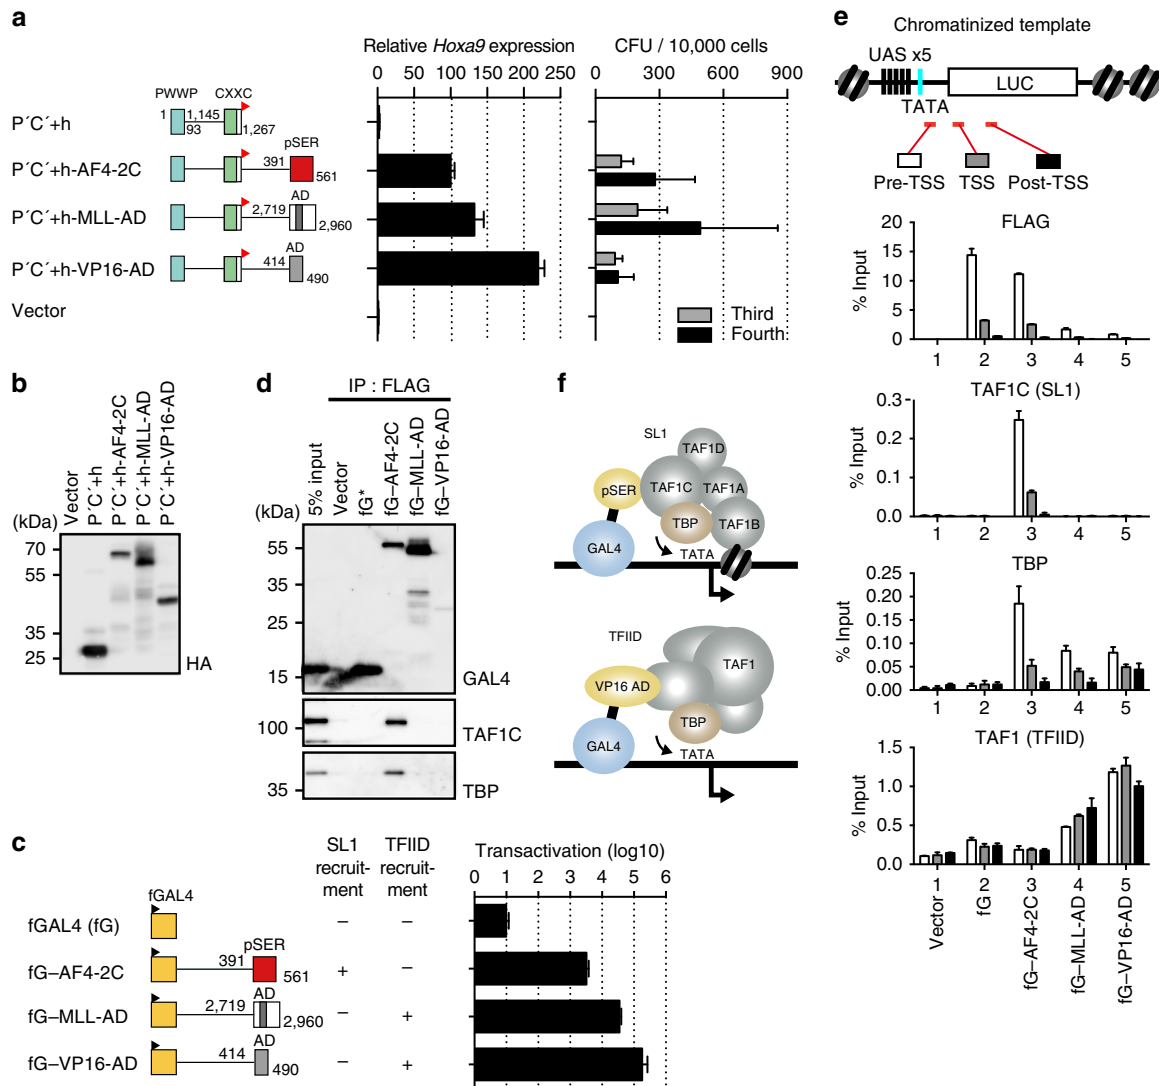 a
Relative Hoxa9 expression
CFU / 10,000 cells
0 50 100 150 200 250
0 300 600 900
PWWP CXXC
1 1,145
93 1,267
P´C´+h
pSER
391
561
P´C´+h-AF4-2C
AD
2,719
2,960
P´C´+h-MLL-AD
AD
414
490
P´C´+h-VP16-AD
Vector
Third
Fourth
b
Vector
P´C´+h
P´C´+h-AF4-2C
P´C´+h-MLL-AD
P´C´+h-VP16-AD
(kDa)
70
55
35
25
HA
d
IP : FLAG
5% input
Vector
fG*
fG–AF4-2C
fG–MLL-AD
fG–VP16-AD
(kDa)
55
35
25
15
GAL4
100
TAF1C
35
TBP
c
SL1 recruit-ment
TFIID recruit-ment
Transactivation (log10)
0 1 2 3 4 5 6
fGAL4
fGAL4 (fG)
– –
pSER
391
561
fG–AF4-2C
+ –
AD
2,719
2,960
fG–MLL-AD
– +
AD
414
490
fG–VP16-AD
– +
e
Chromatinized template
UAS x5
LUC
TATA
Pre-TSS TSS Post-TSS
FLAG
% Input
20
15
10
5
0
1 2 3 4 5
TAF1C (SL1)
% Input
0.3
0.2
0.1
0.0
1 2 3 4 5
TBP
% Input
0.25
0.20
0.15
0.10
0.05
0.00
1 2 3 4 5
TAF1 (TFIID)
% Input
1.5
1.0
0.5
0.0
Vector 1
fG 2
fG–AF4-2C 3
fG–MLL-AD 4
fG–VP16-AD 5
f
SL1
TAF1D
pSER
TAF1C
TAF1A
TBP
TAF1B
GAL4
TATA
TFIID
TAF1
VP16 AD
TBP
GAL4
TATA